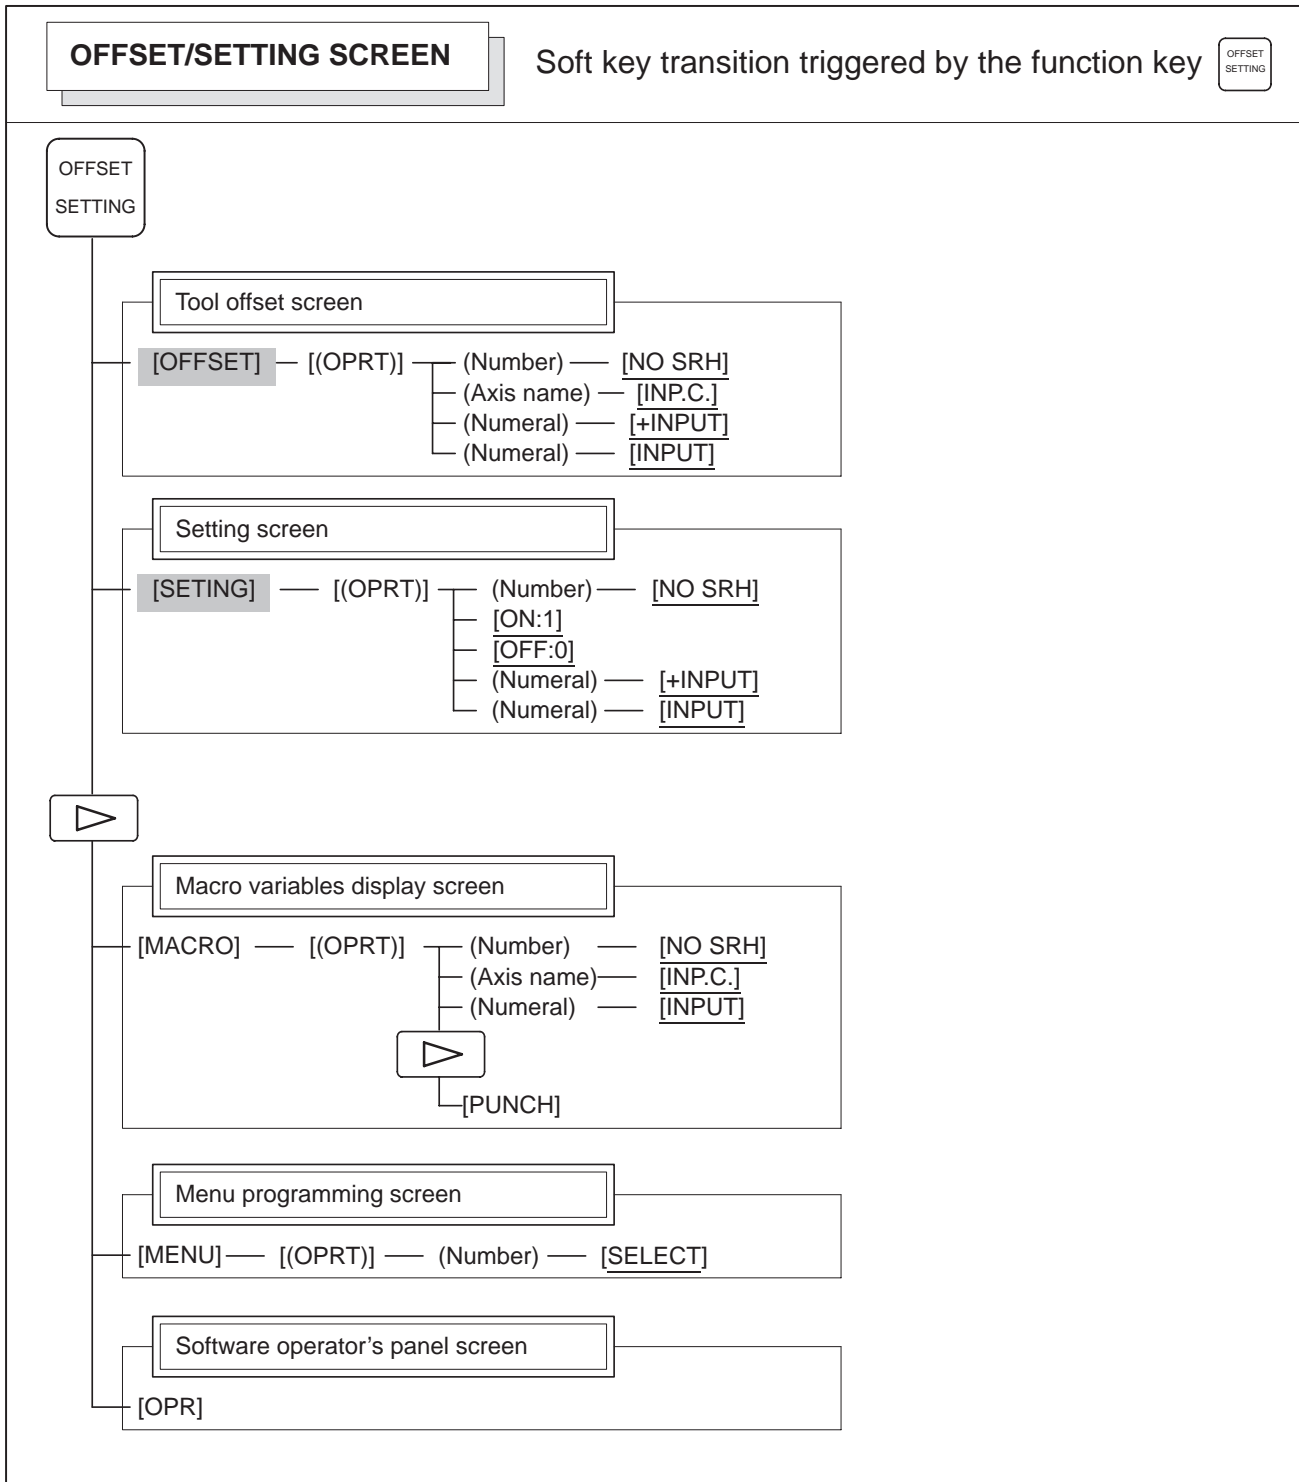 OFFSET/SETTING SCREEN
Soft key transition triggered by the function key
OFFSET
SETTING
OFFSET
SETTING
Tool offset screen
[OFFSET] [(OPRT)] (Number) [NO SRH]
(Axis name) [INP.C.]
(Numeral) [+INPUT]
(Numeral) [INPUT]
Setting screen
[SETING] [(OPRT)] (Number) [NO SRH]
[ON:1]
[OFF:0]
(Numeral) [+INPUT]
(Numeral) [INPUT]
Macro variables display screen
[MACRO] [(OPRT)] (Number) [NO SRH]
(Axis name) [INP.C.]
(Numeral) [INPUT]
[PUNCH]
Menu programming screen
[MENU] [(OPRT)] (Number) [SELECT]
Software operator's panel screen
[OPR]